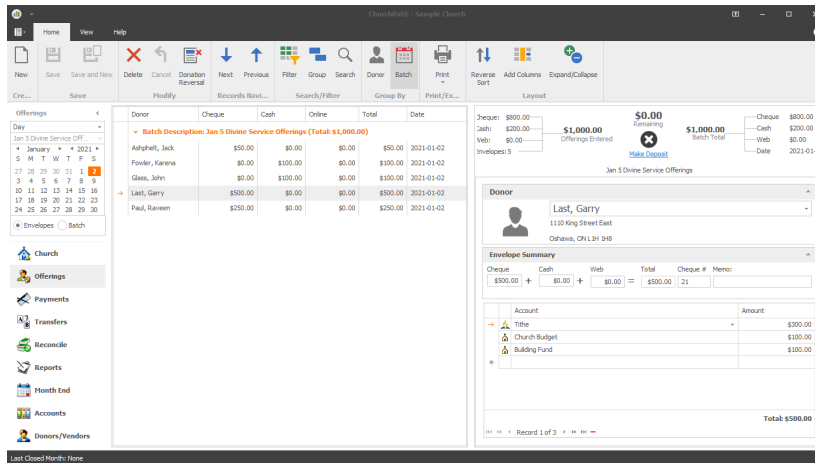 ChurchPal® - Sample Church
Home View Help
New Save Save and New Delete Cancel Donation Reversal Next Previous Filter Group Search Donor Batch Print Reverse Sort Add Columns Expand/Collapse
Cre... Save Modify Records Navi... Search/Filter Group By Print/Ex... Layout
Offerings
Day
Jan 5 Divine Service Off...
January 2021
S M T W T F S
27 28 29 30 31 1 2
3 4 5 6 7 8 9
10 11 12 13 14 15 16
17 18 19 20 21 22 23
24 25 26 27 28 29 30
Envelopes Batch
Church
Offerings
Payments
Transfers
Reconcile
Reports
Month End
Accounts
Donors/Vendors
Donor Cheque Cash Online Total Date
Batch Description: Jan 5 Divine Service Offerings (Total: $1,000.00)
Ashphelt, Jack $50.00 $0.00 $0.00 $50.00 2021-01-02
Fowler, Karena $0.00 $100.00 $0.00 $100.00 2021-01-02
Glass, John $0.00 $100.00 $0.00 $100.00 2021-01-02
Last, Garry $500.00 $0.00 $0.00 $500.00 2021-01-02
Paul, Raveen $250.00 $0.00 $0.00 $250.00 2021-01-02
Cheque: $800.00
Cash: $200.00
Web: $0.00
Envelopes: 5
$1,000.00
Offerings Entered
$0.00
Remaining
Make Deposit
$1,000.00
Batch Total
Cheque $800.00
Cash $200.00
Web $0.00
Date 2021-01-
Jan 5 Divine Service Offerings
Donor
Last, Garry
1110 King Street East
Oshawa, ON L1H 1H8
Envelope Summary
Cheque Cash Web Total Cheque # Memo:
$500.00 + $0.00 + $0.00 = $500.00 21
Account Amount
Tithe $300.00
Church Budget $100.00
Building Fund $100.00
Total: $500.00
Record 1 of 3
Last Closed Month: None